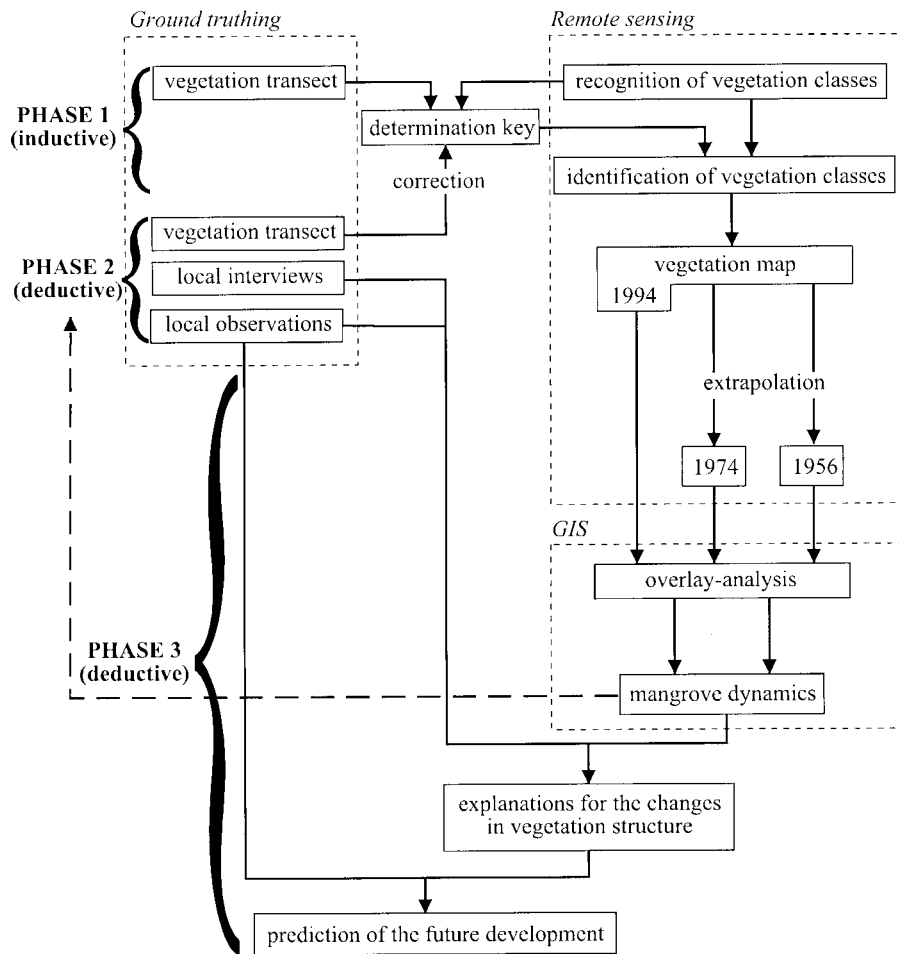 Ground truthing
Remote sensing
vegetation transect
recognition of vegetation classes
PHASE 1
(inductive)
determination key
identification of vegetation classes
correction
vegetation transect
PHASE 2
(deductive)
local interviews
local observations
vegetation map
1994
extrapolation
1974
1956
GIS
overlay-analysis
PHASE 3
(deductive)
mangrove dynamics
explanations for the changes
in vegetation structure
prediction of the future development